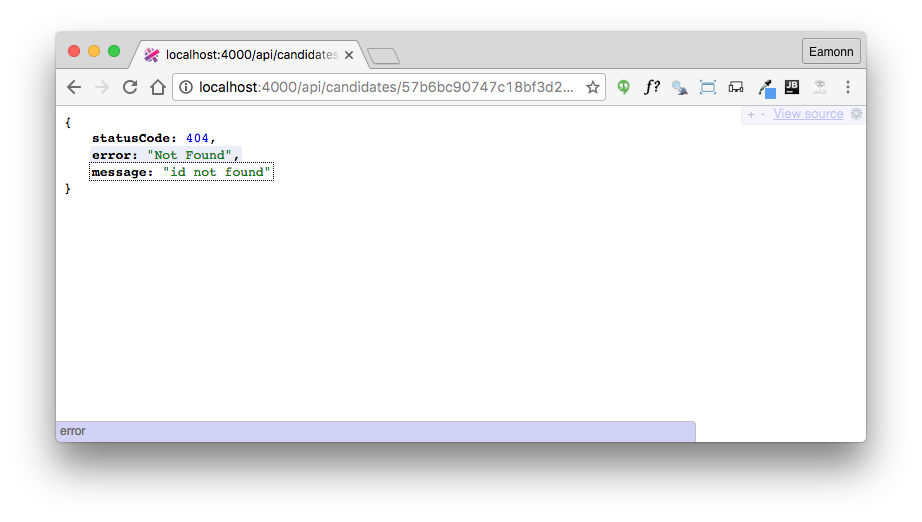 localhost:4000/api/candidates
Eamonn
localhost:4000/api/candidates/57b6bc90747c18bf3d2...
f?
JB
+ - View source
{
statusCode: 404,
error: "Not Found",
message: "id not found"
}
error